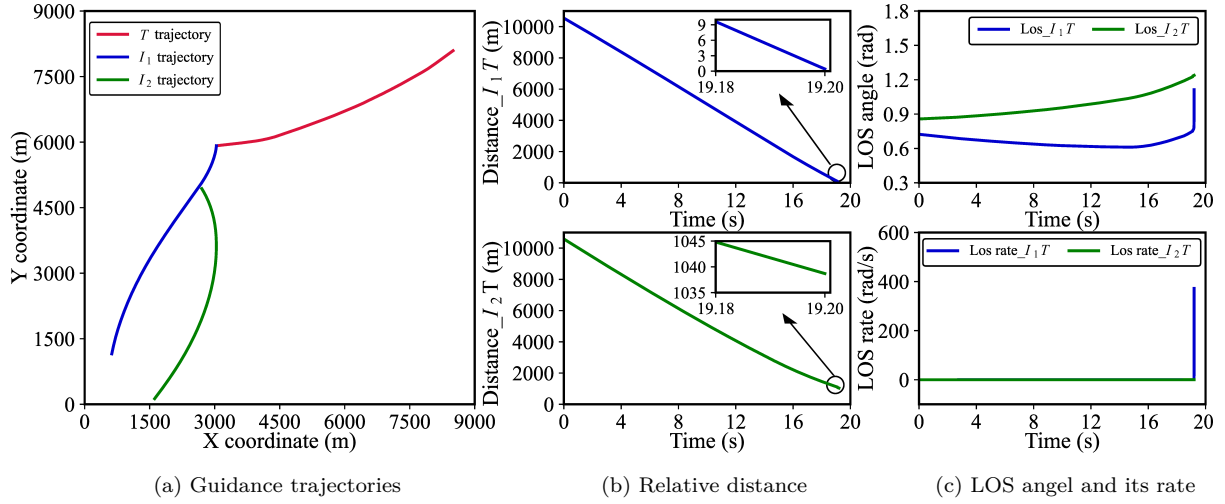 9000
7500
6000
4500
3000
1500
0
0 1500 3000 4500 6000 7500 9000
Y coordinate (m)
X coordinate (m)
T trajectory
I1 trajectory
I2 trajectory
(a) Guidance trajectories
10000
8000
6000
4000
2000
0
0 4 8 12 16 20
Distance_I1T (m)
Time (s)
9
6
3
0
19.18 19.20
10000
8000
6000
4000
2000
0
0 4 8 12 16 20
Distance_I2T (m)
Time (s)
1045
1040
1035
19.18 19.20
(b) Relative distance
1.8
1.5
1.2
0.9
0.6
0.3
0 4 8 12 16 20
LOS angle (rad)
Time (s)
Los_I1T Los_I2T
600
400
200
0
0 4 8 12 16 20
LOS rate (rad/s)
Time (s)
Los rate_I1T Los rate_I2T
(c) LOS angel and its rate